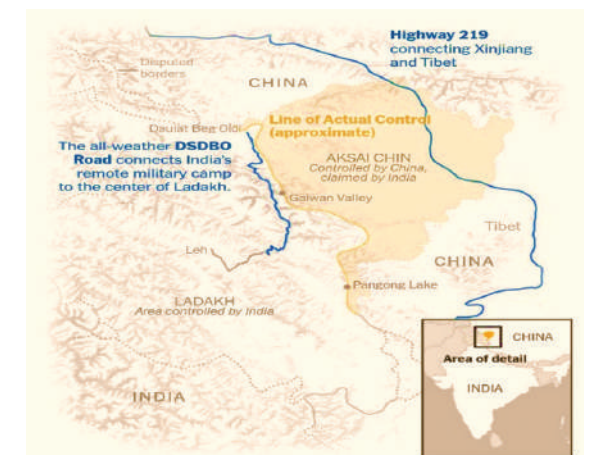 Highway 219
connecting Xinjiang
and Tibet
Disputed
borders
CHINA
Daulat Beg Oldi
Line of Actual Control
(approximate)
The all-weather DSDBO
Road connects India's
remote military camp
to the center of Ladakh.
AKSAI CHIN
Controlled by China,
claimed by India
Galwan Valley
Tibet
Leh
CHINA
Pangong Lake
LADAKH
Area controlled by India
INDIA
CHINA
Area of detail
INDIA